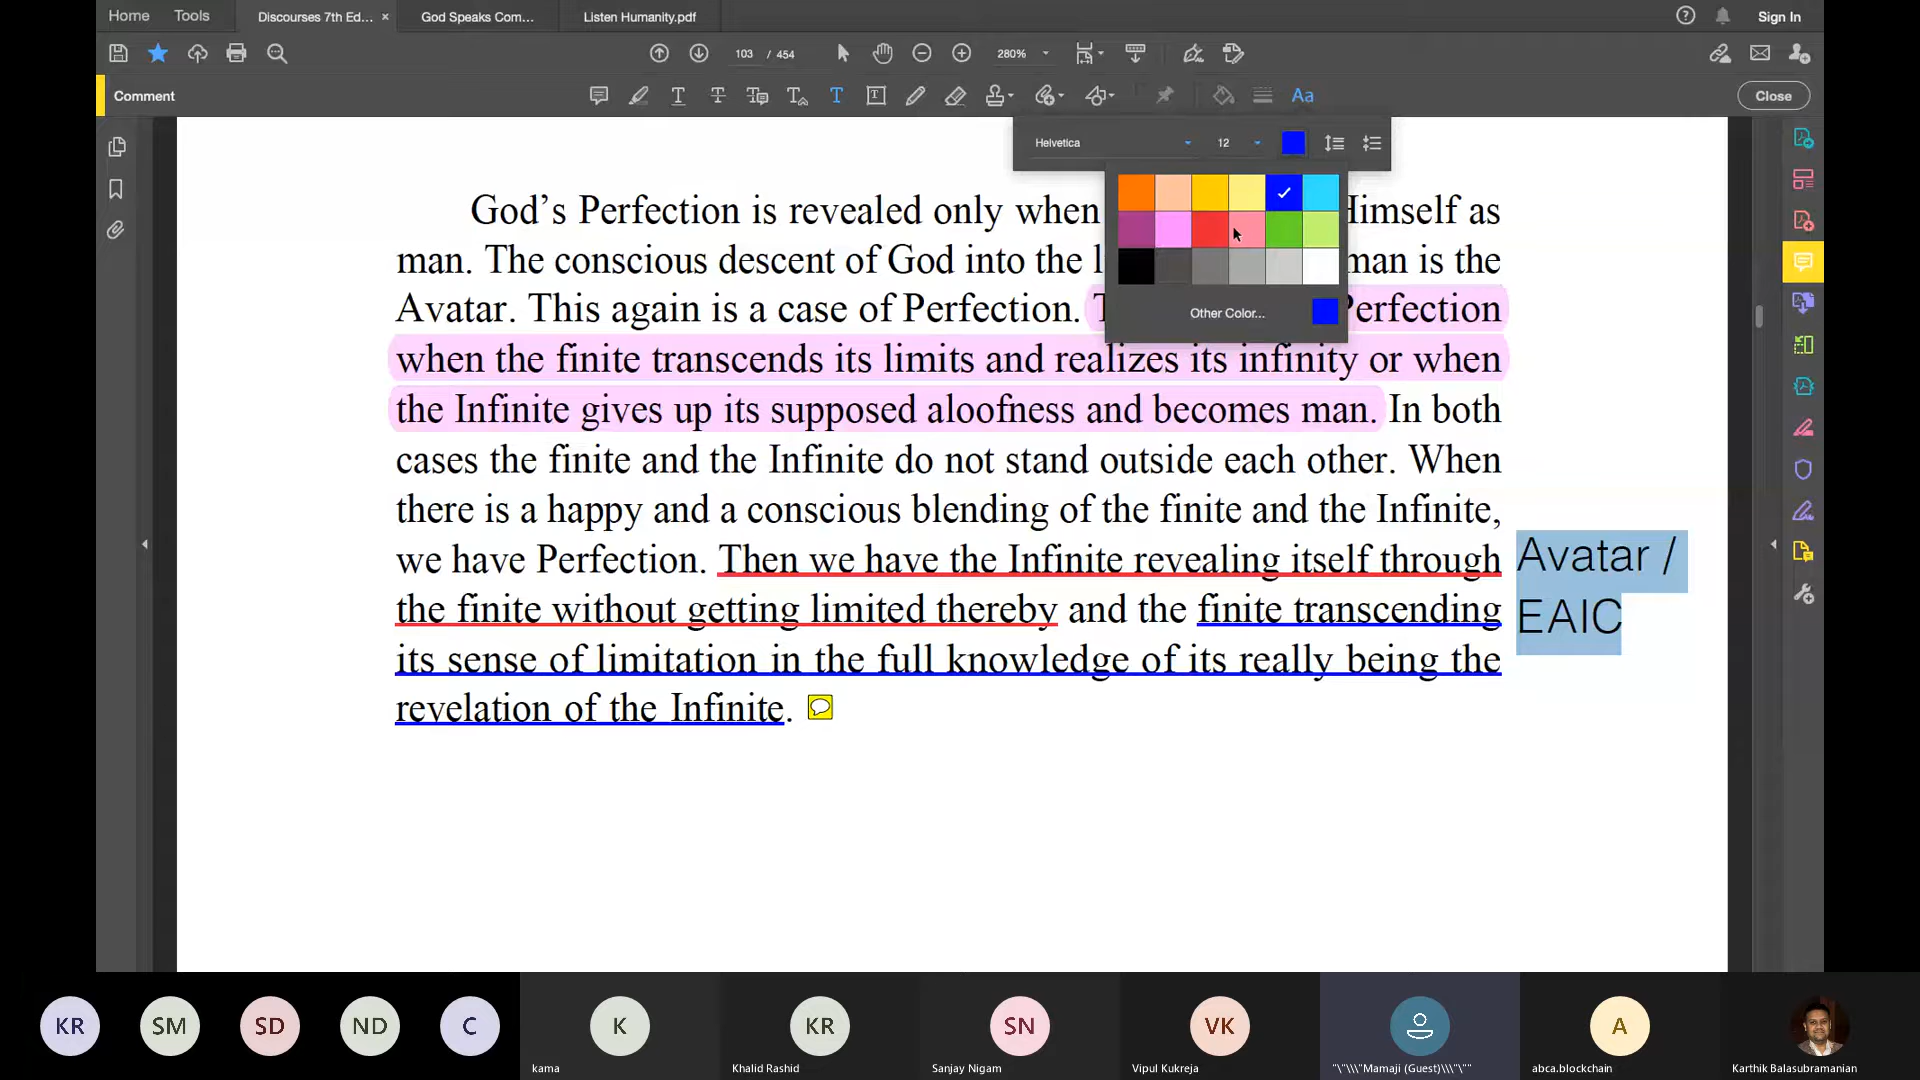 Home Tools Discourses 7th Ed... × God Speaks Com... Listen Humanity.pdf Sign In
103 / 454 280%
Comment Aa Close
Helvetica 12
God’s Perfection is revealed only when Himself as
man. The conscious descent of God into the man is the
Avatar. This again is a case of Perfection. Perfection
Other Color...
when the finite transcends its limits and realizes its infinity or when
the Infinite gives up its supposed aloofness and becomes man. In both
cases the finite and the Infinite do not stand outside each other. When
there is a happy and a conscious blending of the finite and the Infinite,
we have Perfection. Then we have the Infinite revealing itself through
the finite without getting limited thereby and the finite transcending
its sense of limitation in the full knowledge of its really being the
revelation of the Infinite.
Avatar /
EAIC
KR SM SD ND C K KR SN VK A
kama Khalid Rashid Sanjay Nigam Vipul Kukreja "\"\\\"Mamaji (Guest)\\\"\"" abca.blockchain Karthik Balasubramanian